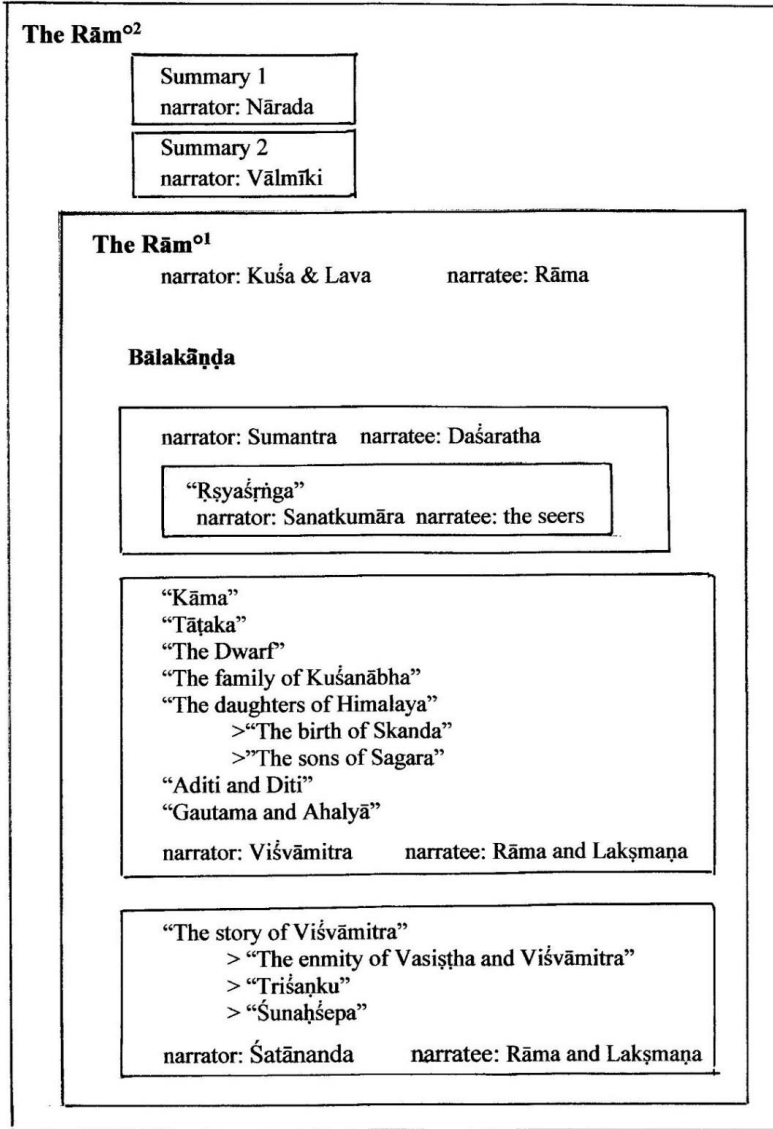 The Rāmº²
Summary 1
narrator: Nārada
Summary 2
narrator: Vālmīki
The Rāmº¹
narrator: Kuśa & Lava narratee: Rāma
Bālakāṇḍa
narrator: Sumantra narratee: Daśaratha
“Ṛṣyaśṛṅga”
narrator: Sanatkumāra narratee: the seers
“Kāma”
“Tāṭaka”
“The Dwarf”
“The family of Kuśanābha”
“The daughters of Himalaya”
>“The birth of Skanda”
>”The sons of Sagara”
“Aditi and Diti”
“Gautama and Ahalyā”
narrator: Viśvāmitra narratee: Rāma and Lakṣmaṇa
“The story of Viśvāmitra”
> “The enmity of Vasiṣṭha and Viśvāmitra”
> “Triśaṇku”
> “Śunaḥśepa”
narrator: Śatānanda narratee: Rāma and Lakṣmaṇa